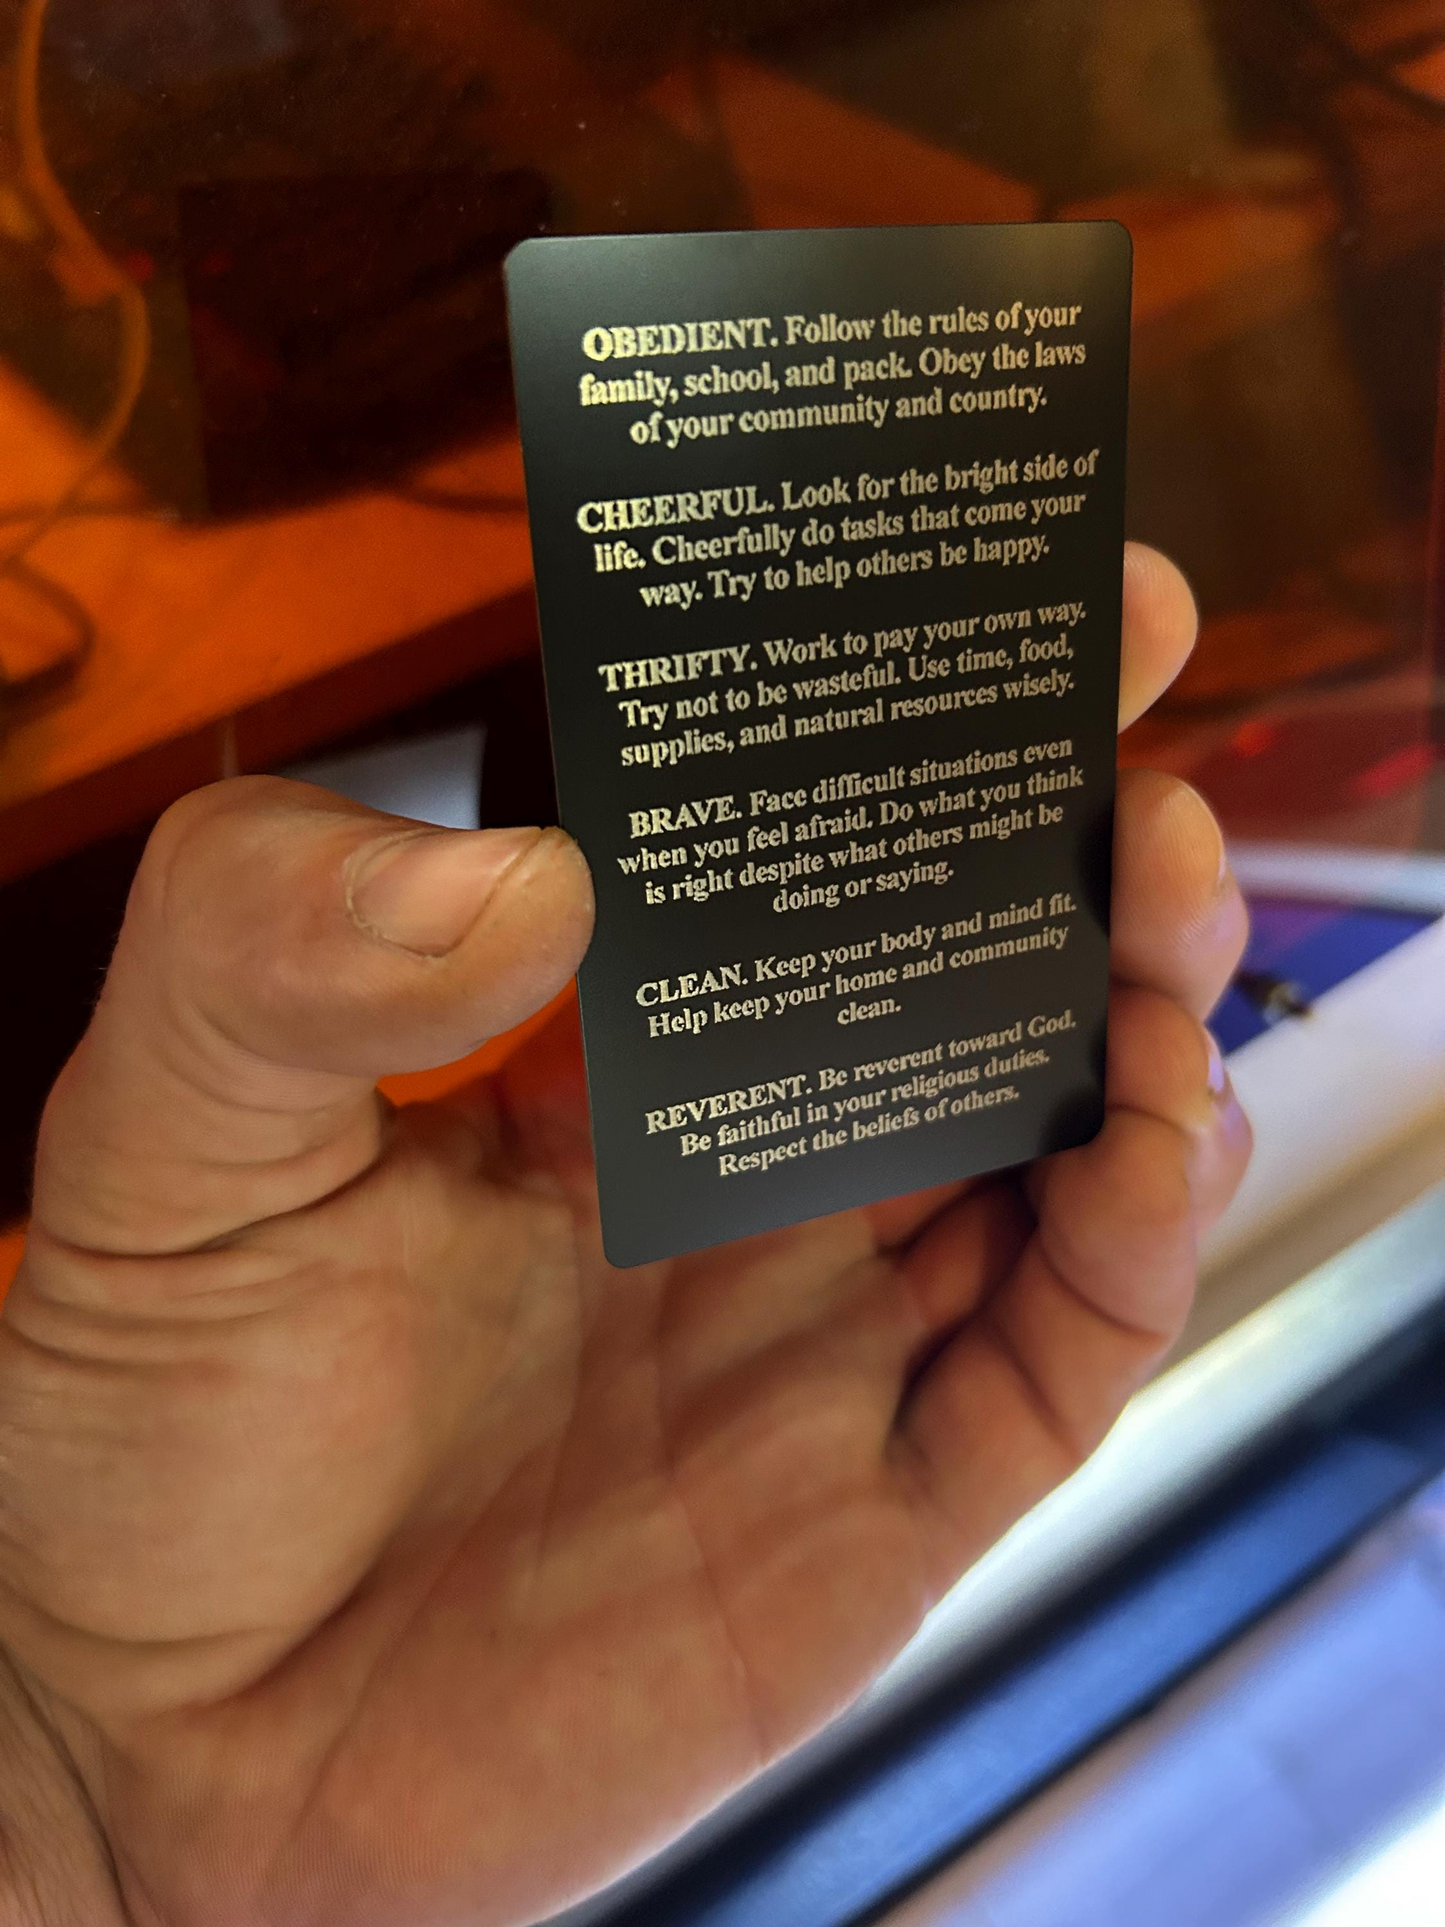 OBEDIENT. Follow the rules of your
family, school, and pack. Obey the laws
of your community and country.
CHEERFUL. Look for the bright side of
life. Cheerfully do tasks that come your
way. Try to help others be happy.
THRIFTY. Work to pay your own way.
Try not to be wasteful. Use time, food,
supplies, and natural resources wisely.
BRAVE. Face difficult situations even
when you feel afraid. Do what you think
is right despite what others might be
doing or saying.
CLEAN. Keep your body and mind fit.
Help keep your home and community
clean.
REVERENT. Be reverent toward God.
Be faithful in your religious duties.
Respect the beliefs of others.